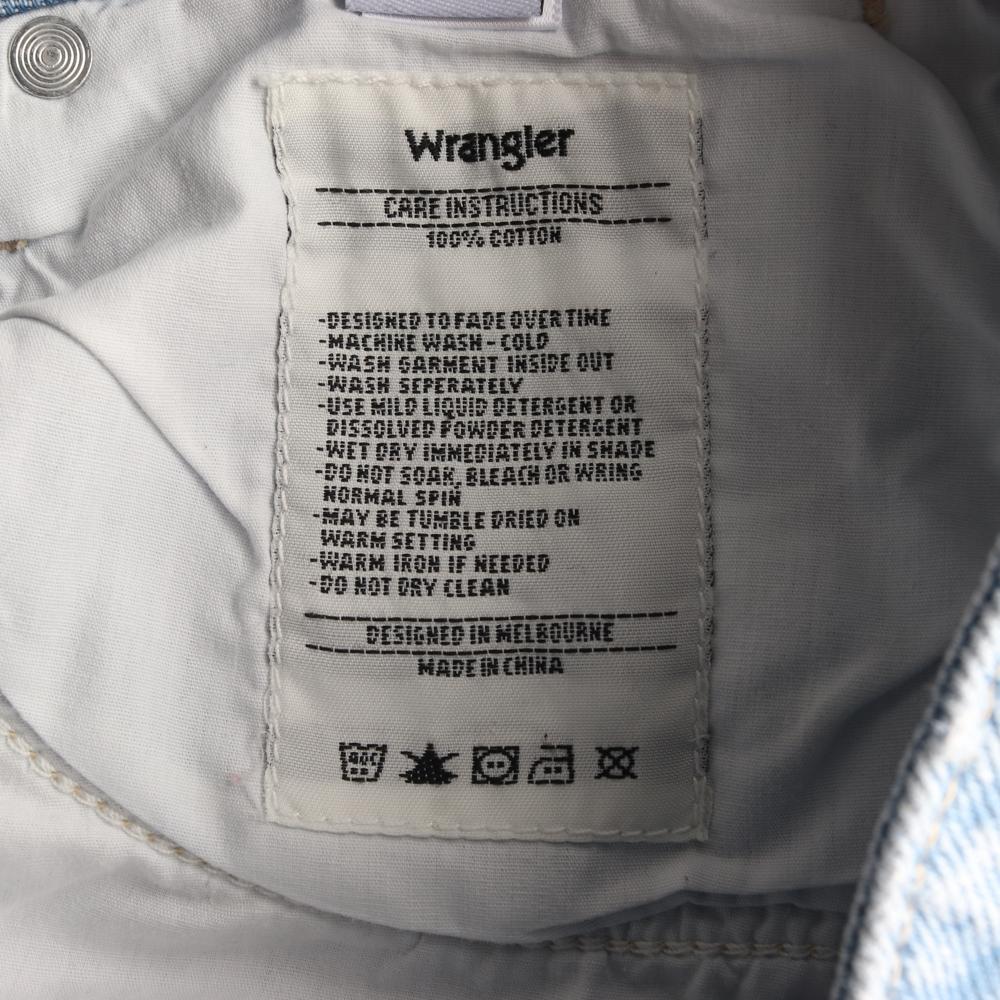 Wrangler
CARE INSTRUCTIONS
100% COTTON
-DESIGNED TO FADE OVER TIME
-MACHINE WASH - COLD
-WASH GARMENT INSIDE OUT
-WASH SEPERATELY
-USE MILD LIQUID DETERGENT OR
DISSOLVED POWDER DETERGENT
-WET DRY IMMEDIATELY IN SHADE
-DO NOT SOAK, BLEACH OR WRING
NORMAL SPIN
-MAY BE TUMBLE DRIED ON
WARM SETTING
-WARM IRON IF NEEDED
-DO NOT DRY CLEAN
DESIGNED IN MELBOURNE
MADE IN CHINA